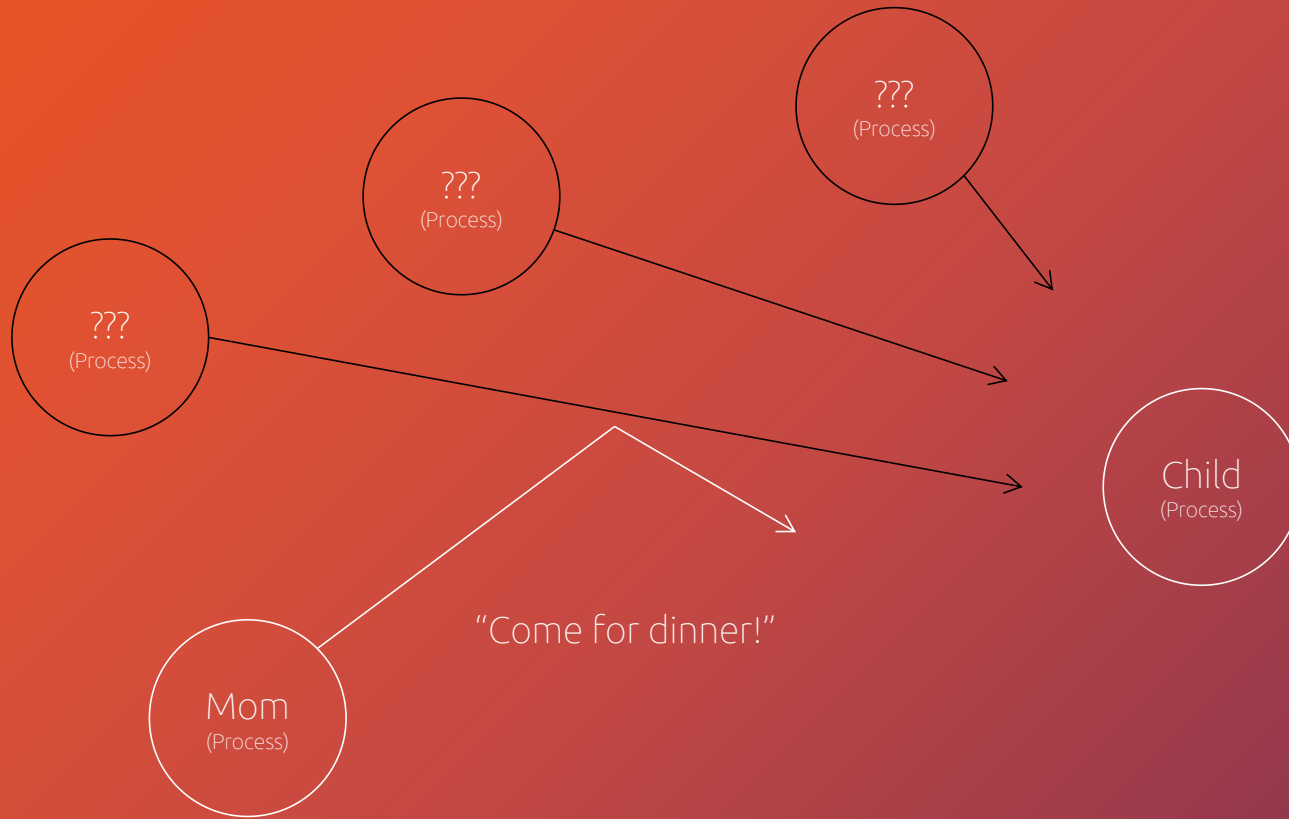 ???
(Process)
???
(Process)
???
(Process)
Child
(Process)
“Come for dinner!”
Mom
(Process)